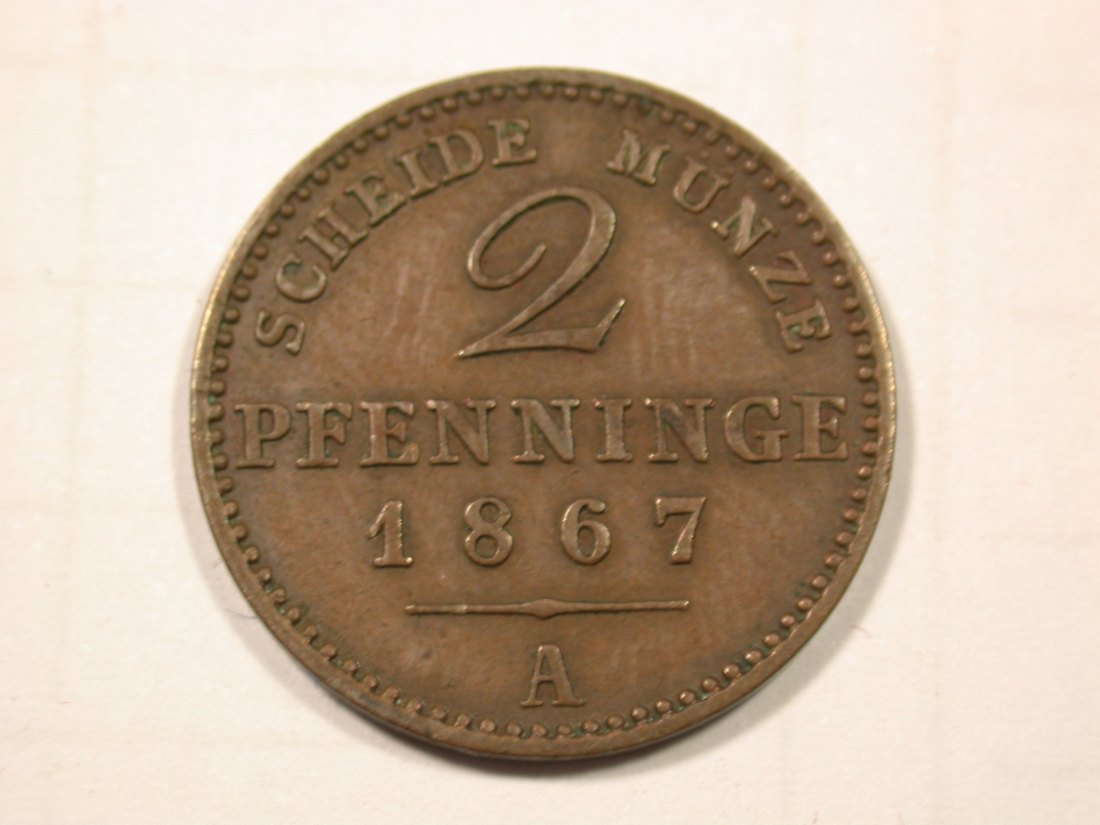 SCHEIDE MÜNZE
2
PFENNINGE
1867
A